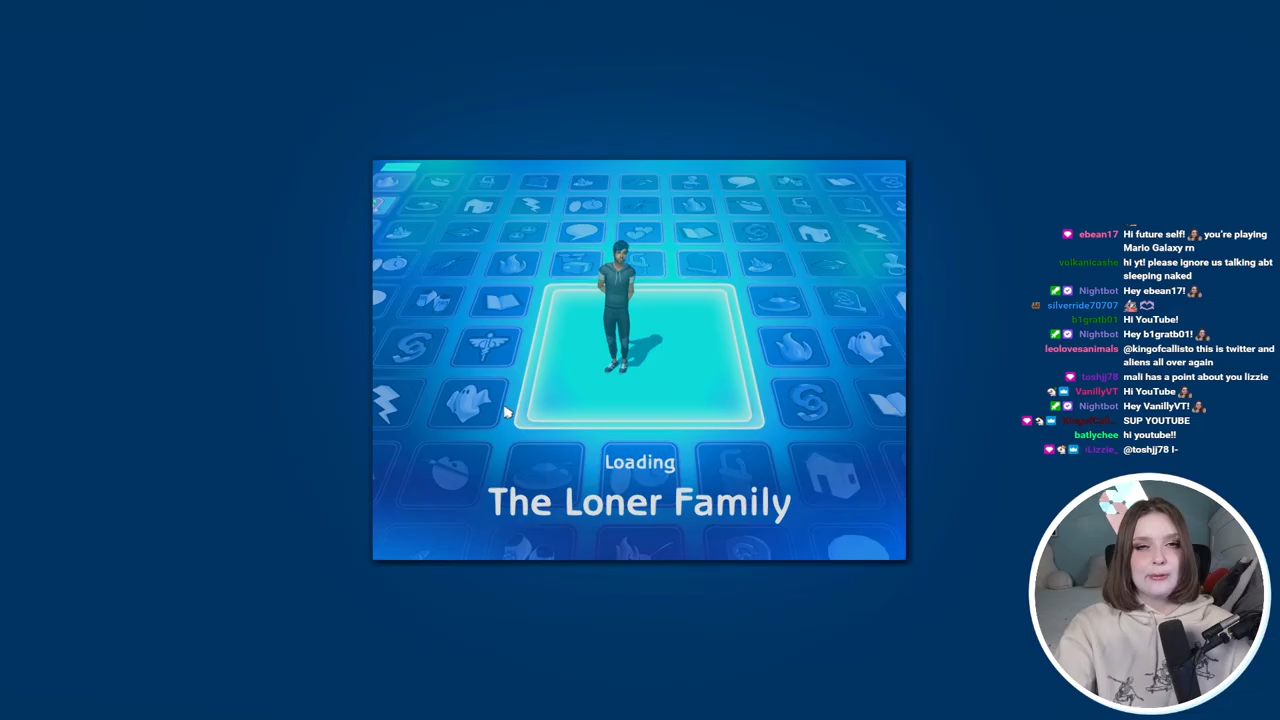 Loading
The Loner Family
ebean17 Hi future self! you're playing
Mario Galaxy rn
volkanicashe hi yt! please ignore us talking abt
sleeping naked
Nightbot Hey ebean17!
silverride70707
b1gratb01 Hi YouTube!
Nightbot Hey b1gratb01!
leolovesanimals @kingofcallisto this is twitter and
aliens all over again
toshjj78 mali has a point about you lizzie
VanillyVT Hi YouTube
Nightbot Hey VanillyVT!
SUP YOUTUBE
batlychee hi youtube!!
iLizzie_ @toshjj78 I-